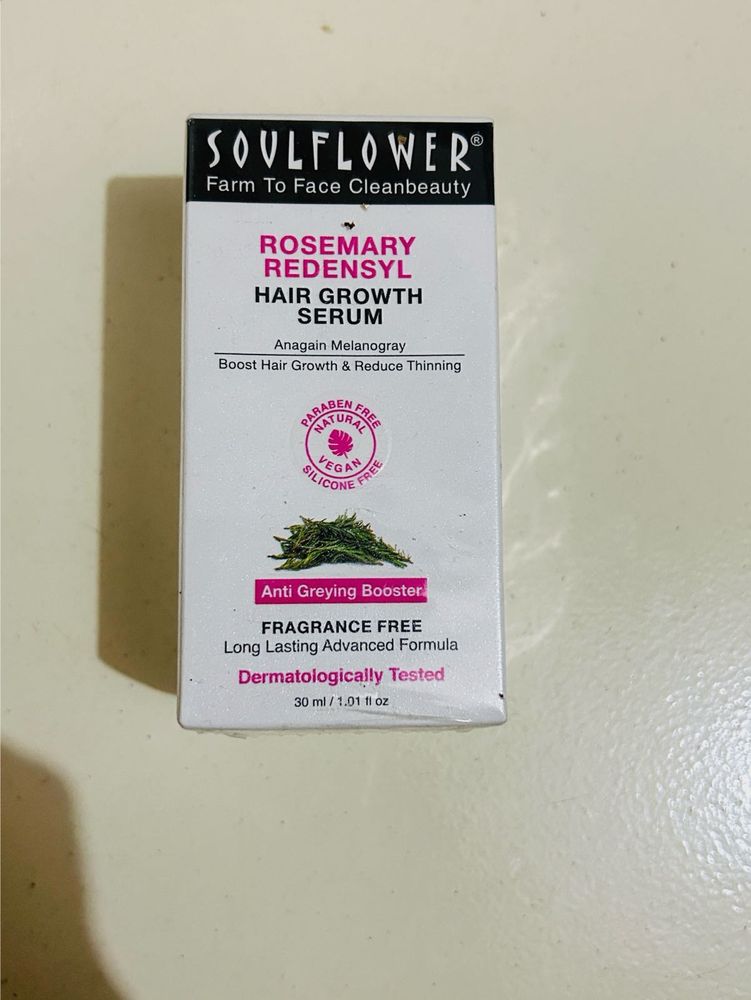 SOULFLOWER®
Farm To Face Cleanbeauty
ROSEMARY
REDENSYL
HAIR GROWTH
SERUM
Anagain Melanogray
Boost Hair Growth & Reduce Thinning
PARABEN FREE
NATURAL
VEGAN
SILICONE FREE
Anti Greying Booster
FRAGRANCE FREE
Long Lasting Advanced Formula
Dermatologically Tested
30 ml / 1.01 fl oz